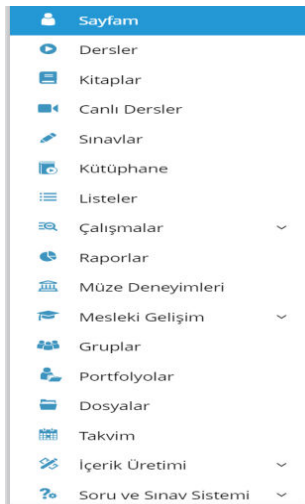 Sayfam
Dersler
Kitaplar
Canlı Dersler
Sınavlar
Kütüphane
Listeler
Çalışmalar
Raporlar
Müze Deneyimleri
Mesleki Gelişim
Gruplar
Portfolyolar
Dosyalar
Takvim
İçerik Üretimi
Soru ve Sınav Sistemi